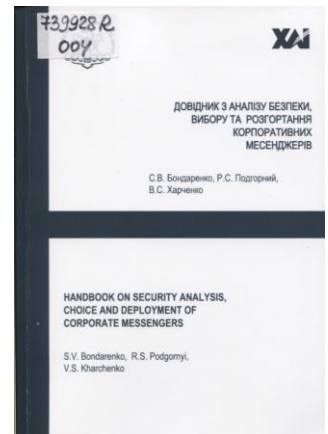 739928 R
004
ХАІ
ДОВІДНИК З АНАЛІЗУ БЕЗПЕКИ,
ВИБОРУ ТА РОЗГОРТАННЯ
КОРПОРАТИВНИХ
МЕСЕНДЖЕРІВ
С.В. Бондаренко, Р.С. Подгорний,
В.С. Харченко
HANDBOOK ON SECURITY ANALYSIS,
CHOICE AND DEPLOYMENT OF
CORPORATE MESSENGERS
S.V. Bondarenko, R.S. Podgornyi,
V.S. Kharchenko